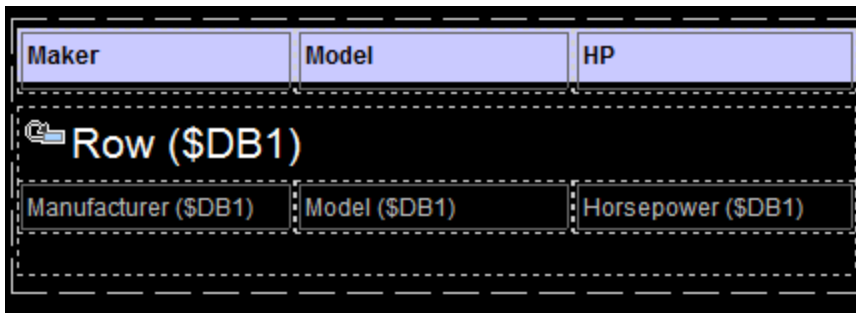 Maker Model HP
Row ($DB1)
Manufacturer ($DB1) Model ($DB1) Horsepower ($DB1)